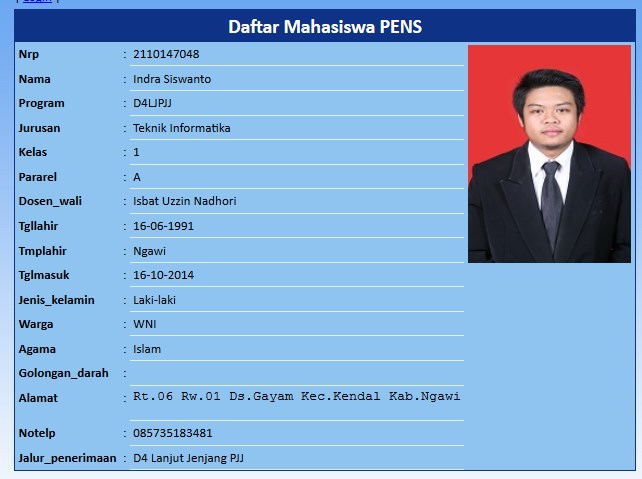 | Login |
Daftar Mahasiswa PENS
Nrp : 2110147048
Nama : Indra Siswanto
Program : D4LJPJJ
Jurusan : Teknik Informatika
Kelas : 1
Pararel : A
Dosen_wali : Isbat Uzzin Nadhori
Tgllahir : 16-06-1991
Tmplahir : Ngawi
Tglmasuk : 16-10-2014
Jenis_kelamin : Laki-laki
Warga : WNI
Agama : Islam
Golongan_darah :
Alamat : Rt.06 Rw.01 Ds.Gayam Kec.Kendal Kab.Ngawi
Notelp : 085735183481
Jalur_penerimaan : D4 Lanjut Jenjang PJJ